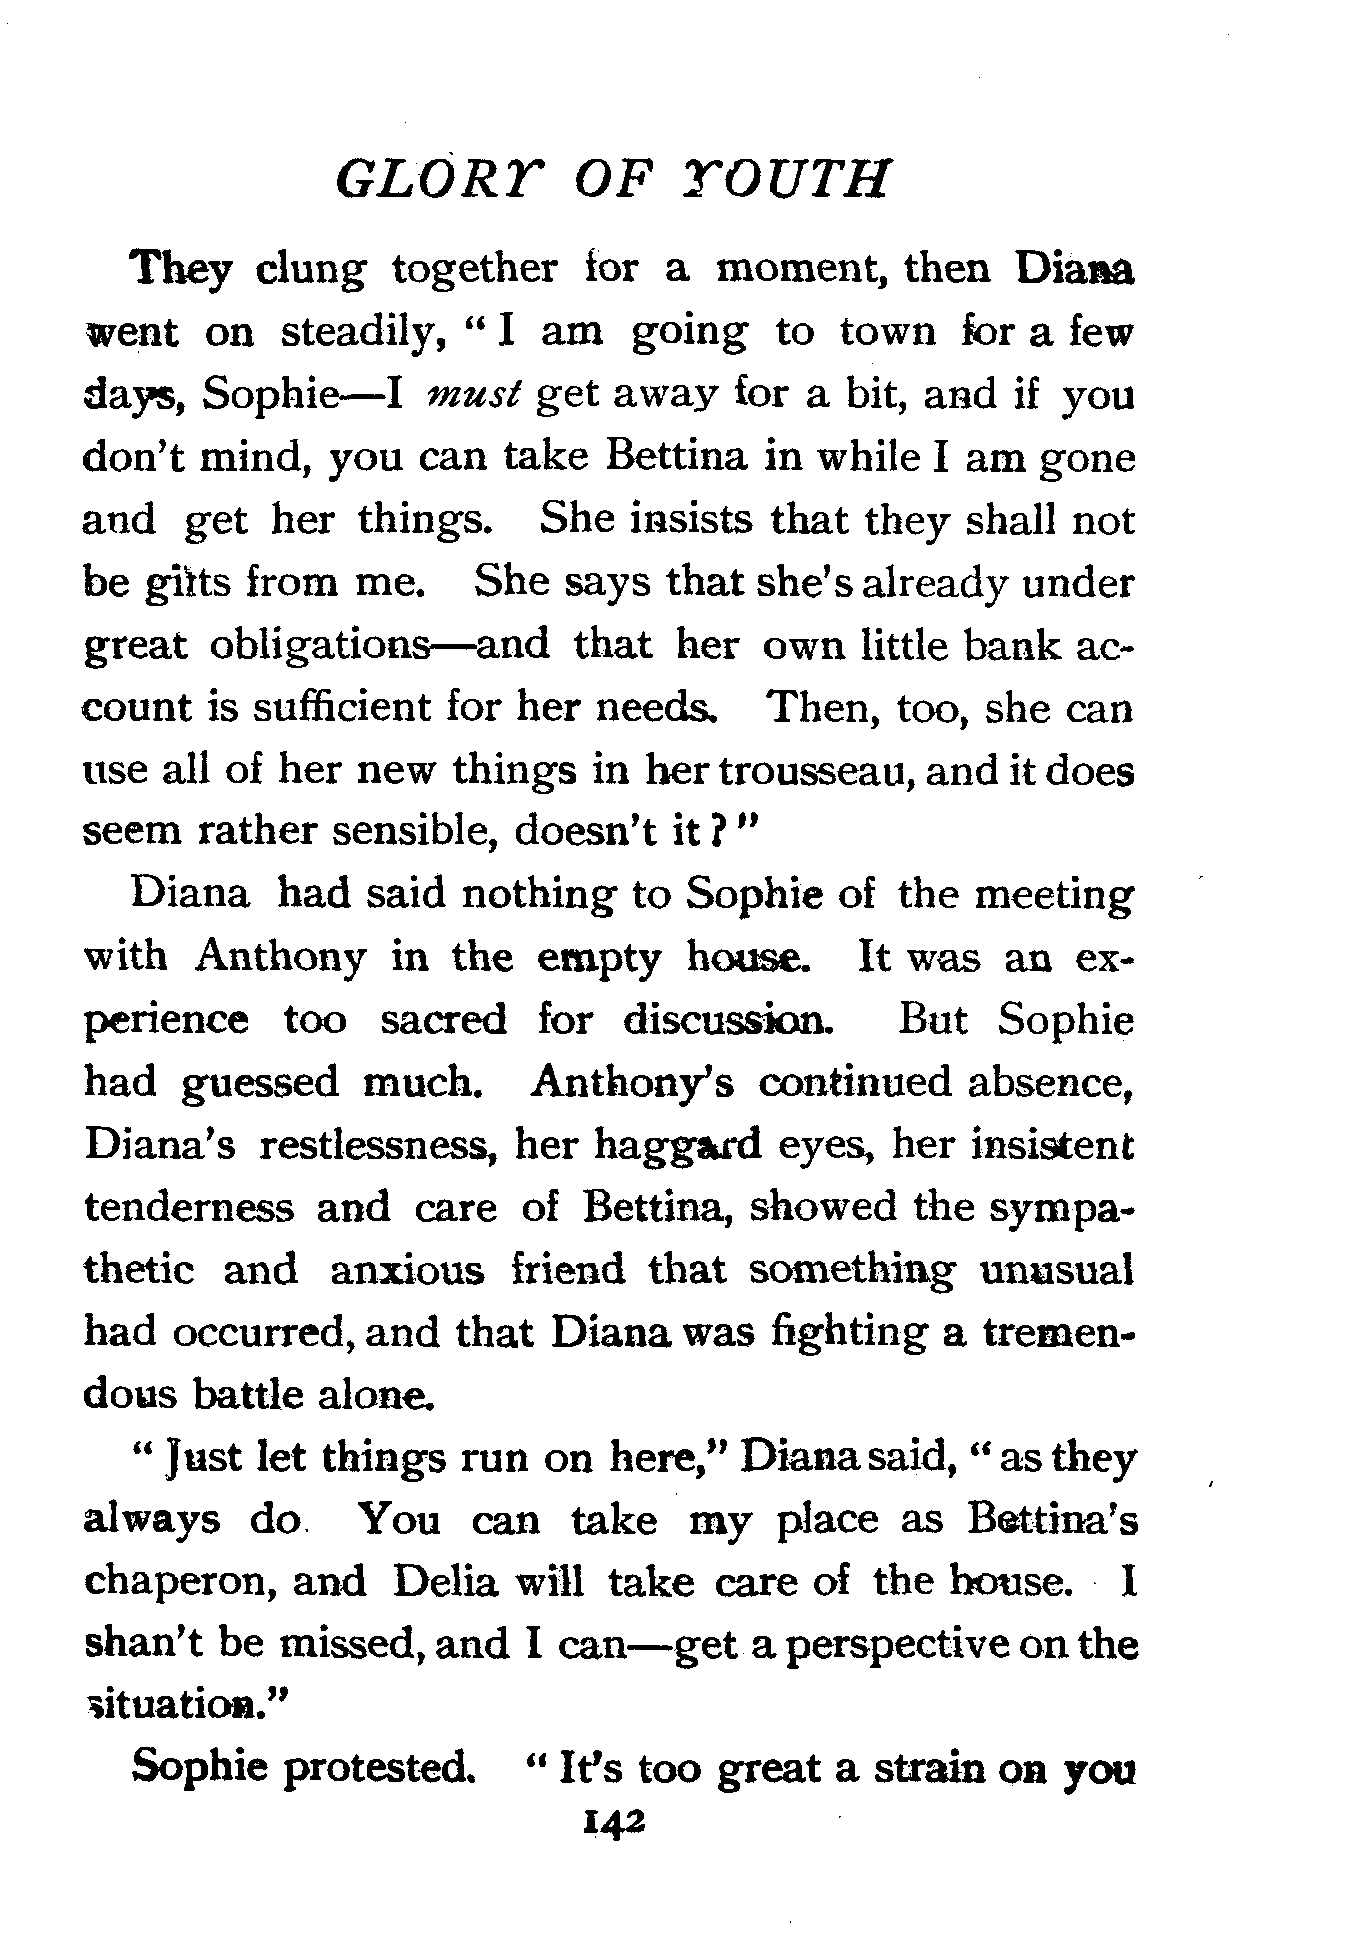 GLORY OF YOUTH
They clung together for a moment, then Diana
went on steadily, “ I am going to town for a few
days, Sophie—I must get away for a bit, and if you
don't mind, you can take Bettina in while I am gone
and get her things. She insists that they shall not
be gifts from me. She says that she's already under
great obligations—and that her own little bank ac-
count is sufficient for her needs. Then, too, she can
use all of her new things in her trousseau, and it does
seem rather sensible, doesn't it ? ”
Diana had said nothing to Sophie of the meeting
with Anthony in the empty house. It was an ex-
perience too sacred for discussion. But Sophie
had guessed much. Anthony's continued absence,
Diana's restlessness, her haggard eyes, her insistent
tenderness and care of Bettina, showed the sympa-
thetic and anxious friend that something unusual
had occurred, and that Diana was fighting a tremen-
dous battle alone.
“ Just let things run on here,” Diana said, “ as they
always do. You can take my place as Bettina's
chaperon, and Delia will take care of the house. I
shan't be missed, and I can—get a perspective on the
situation.”
Sophie protested. “ It's too great a strain on you
142